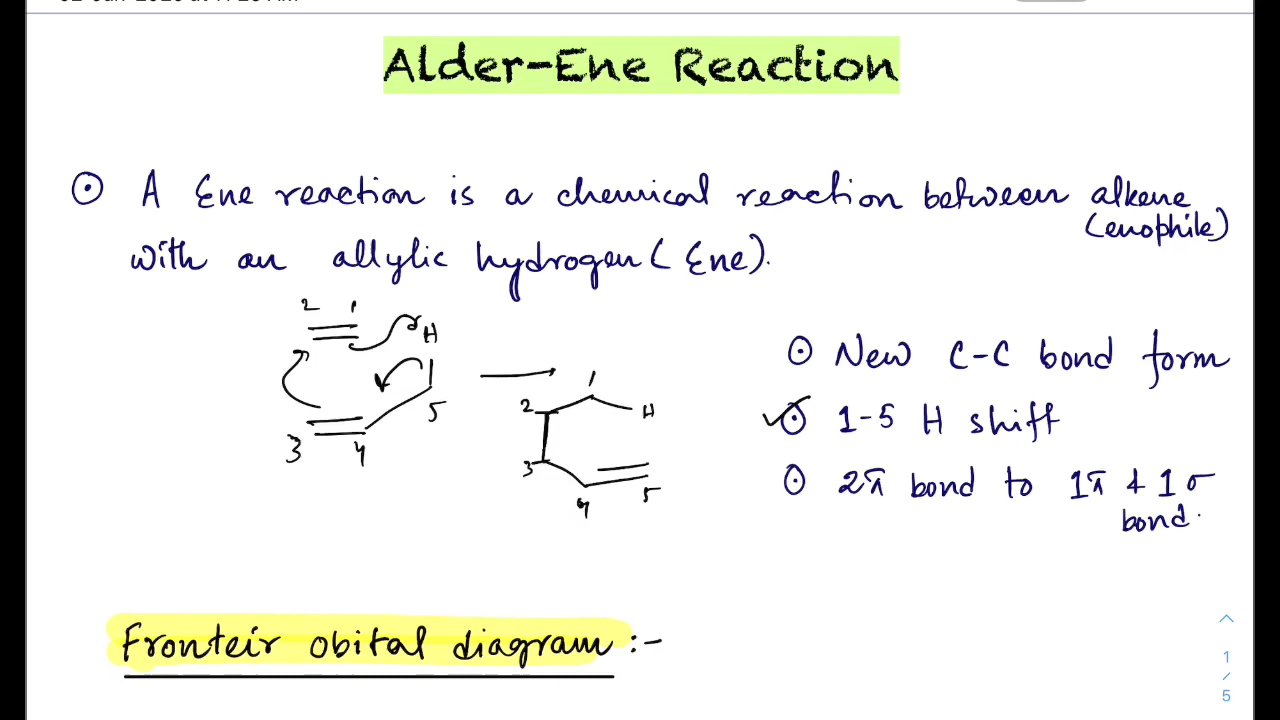 Alder-Ene Reaction
⊙ A Ene reaction is a chemical reaction between alkene
(enophile)
with an allylic hydrogen (Ene).
2 1
H
3 4 5
1
2 H
3
4 5
⊙ New C-C bond form
⊙ 1-5 H shift
⊙ 2π bond to 1π & 1σ
bond.
Fronteir obital diagram :-
1
/
5